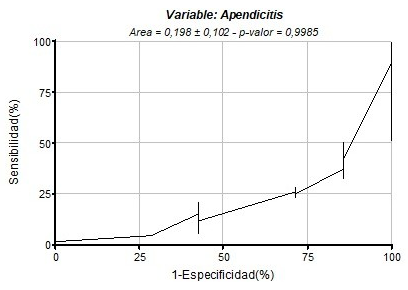 Variable: Apendicitis
Area = 0,198 ± 0,102 - p-valor = 0,9985
Sensibilidad(%)
100
75
50
25
0
0
25
50
75
100
1-Especificidad(%)